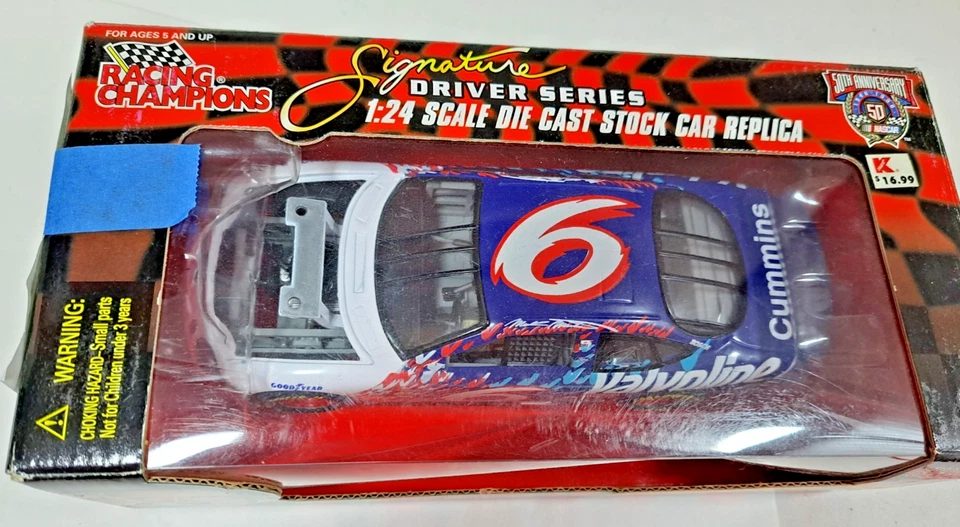 FOR AGES 5 AND UP
RACING
CHAMPIONS®
Signature
DRIVER SERIES
1:24 SCALE DIE CAST STOCK CAR REPLICA
50TH ANNIVERSARY
50
NASCAR
K
$16.99
6
Cummins
Valvoline
GOODYEAR
WARNING:
CHOKING HAZARD-Small parts
Not for Children under 3 years